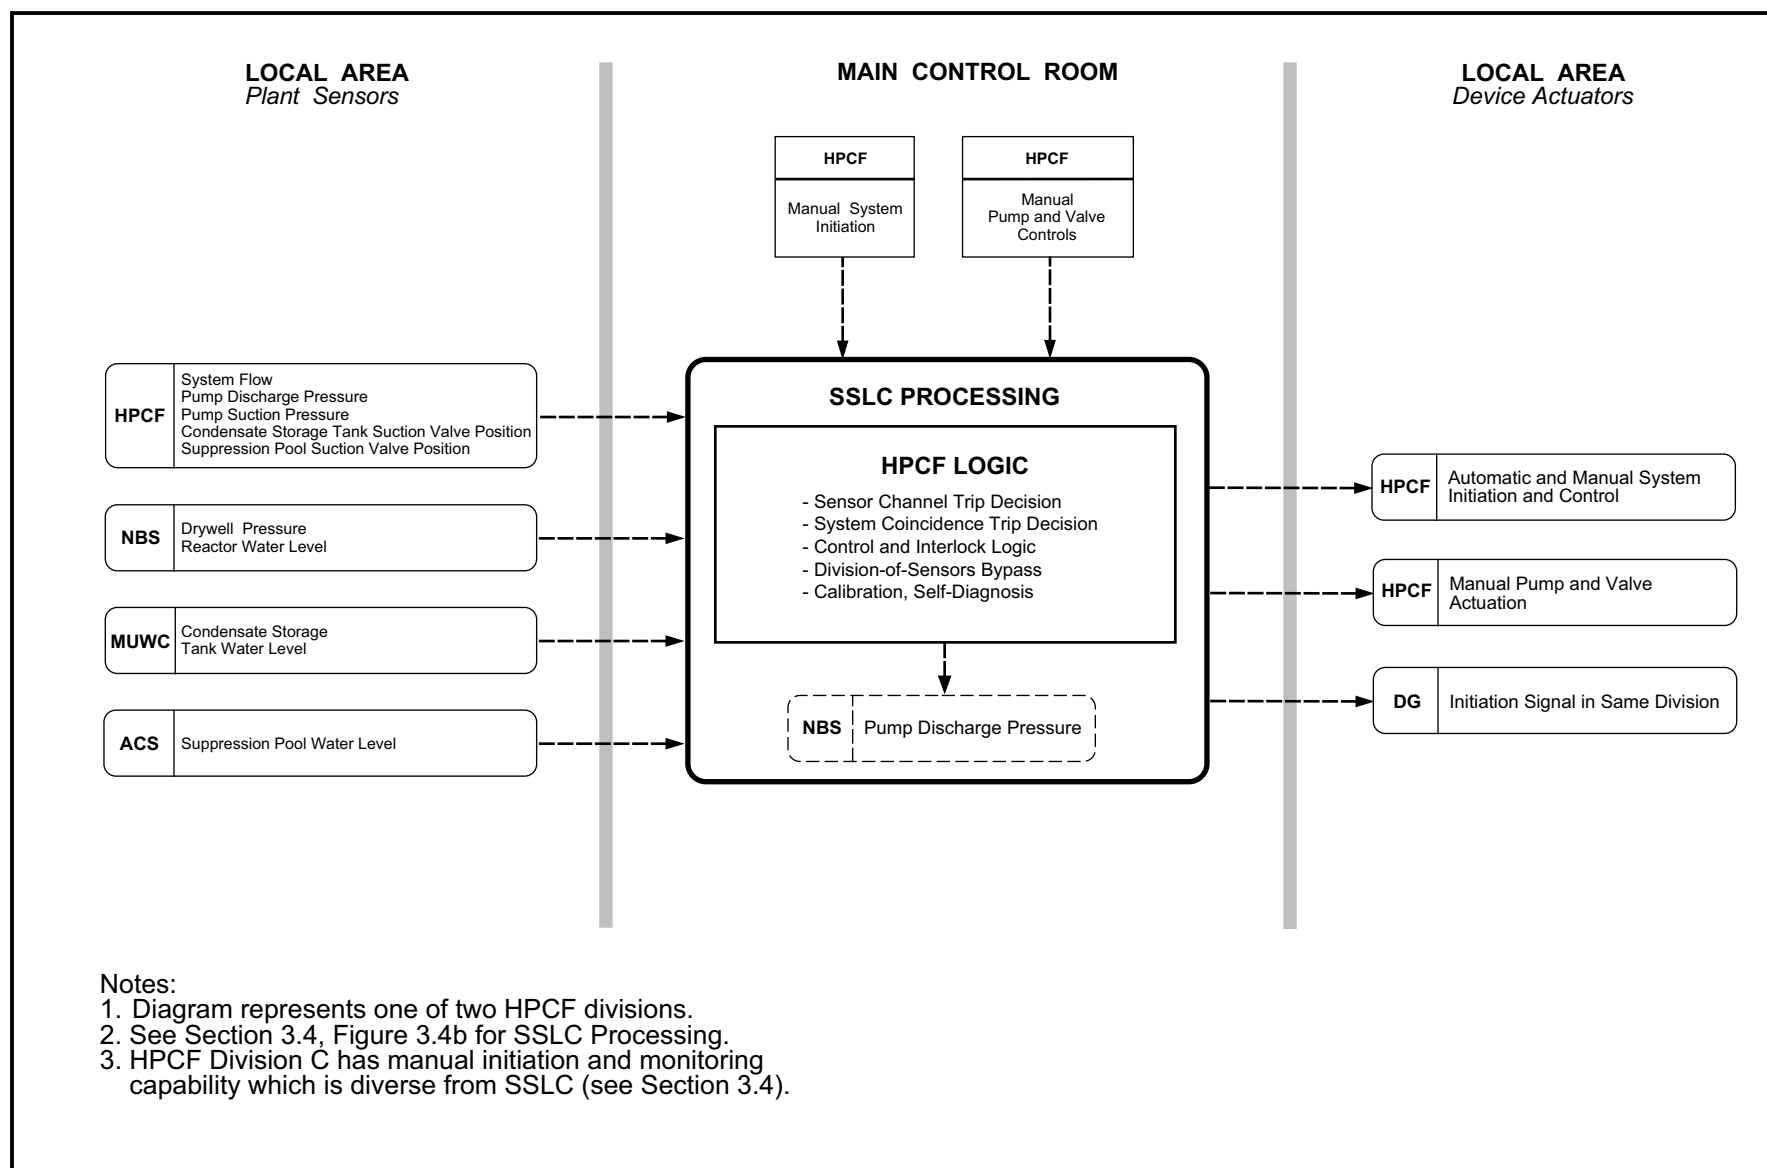 LOCAL AREA
Plant Sensors
MAIN CONTROL ROOM
LOCAL AREA
Device Actuators
HPCF
Manual System
Initiation
HPCF
Manual
Pump and Valve
Controls
HPCF
System Flow
Pump Discharge Pressure
Pump Suction Pressure
Condensate Storage Tank Suction Valve Position
Suppression Pool Suction Valve Position
NBS
Drywell Pressure
Reactor Water Level
MUWC
Condensate Storage
Tank Water Level
ACS
Suppression Pool Water Level
SSLC PROCESSING
HPCF LOGIC
- Sensor Channel Trip Decision
- System Coincidence Trip Decision
- Control and Interlock Logic
- Division-of-Sensors Bypass
- Calibration, Self-Diagnosis
NBS
Pump Discharge Pressure
HPCF
Automatic and Manual System
Initiation and Control
HPCF
Manual Pump and Valve
Actuation
DG
Initiation Signal in Same Division
Notes:
1. Diagram represents one of two HPCF divisions.
2. See Section 3.4, Figure 3.4b for SSLC Processing.
3. HPCF Division C has manual initiation and monitoring
capability which is diverse from SSLC (see Section 3.4).